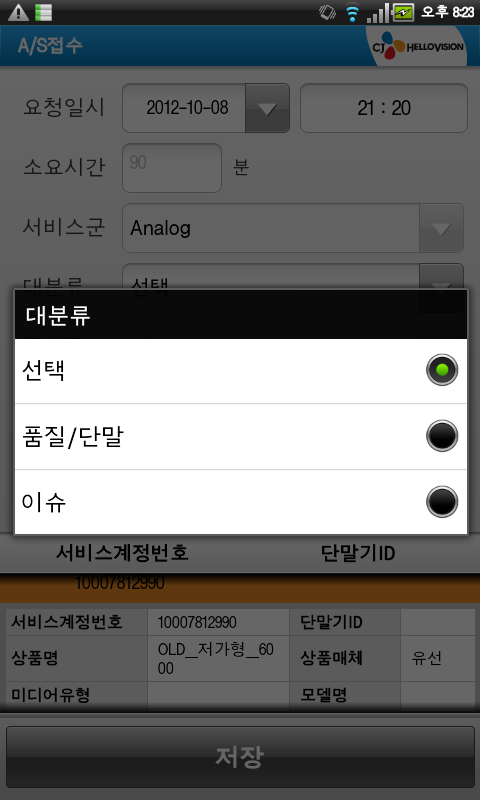 오후 8:23
A/S접수
CJ HELLOVISION
요청일시 2012-10-08 21 : 20
소요시간 90 분
서비스군 Analog
대분류 선택
대분류
선택
품질/단말
이슈
서비스계정번호 단말기ID
10007812990
서비스계정번호 10007812990 단말기ID
상품명 OLD_저가형_60
00 상품매체 유선
미디어유형 모델명
저장